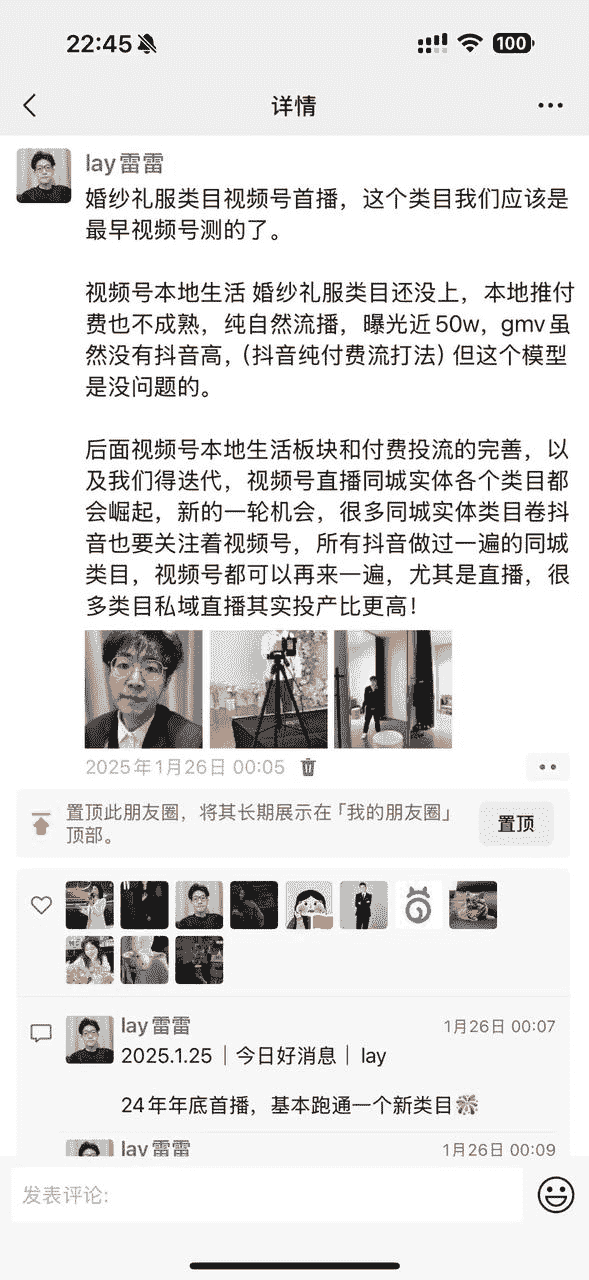 22:45
100
详情
lay雷雷
婚纱礼服类目视频号首播，这个类目我们应该是
最早视频号测的了。
视频号本地生活 婚纱礼服类目还没上，本地推付
费也不成熟，纯自然流播，曝光近50w，gmv虽
然没有抖音高，（抖音纯付费流打法）但这个模型
是没问题的。
后面视频号本地生活板块和付费投流的完善，以
及我们得迭代，视频号直播同城实体各个类目都
会崛起，新的一轮机会，很多同城实体类目卷抖
音也要关注着视频号，所有抖音做过一遍的同城
类目，视频号都可以再来一遍，尤其是直播，很
多类目私域直播其实投产比更高！
2025年1月26日 00:05
置顶此朋友圈，将其长期展示在「我的朋友圈」
顶部。
置顶
lay雷雷
1月26日 00:07
2025.1.25｜今日好消息｜lay
24年年底首播，基本跑通一个新类目🎆
lay雷雷
1月26日 00:09
发表评论: